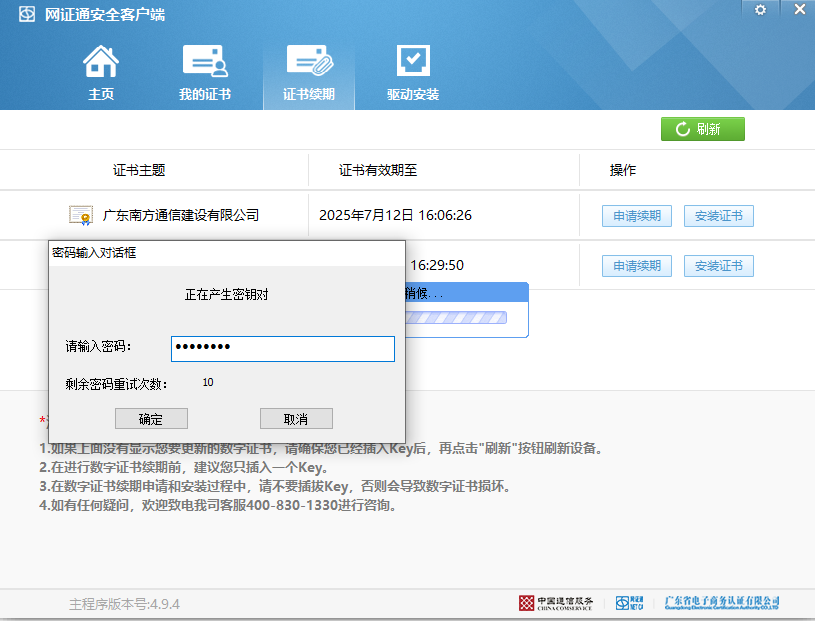 网证通安全客户端
主页 我的证书 证书续期 驱动安装
刷新
证书主题 证书有效期至 操作
广东南方通信建设有限公司 2025年7月12日 16:06:26 申请续期 安装证书
16:29:50 申请续期 安装证书
密码输入对话框
稍候...
正在产生密钥对
请输入密码: ••••••••
剩余密码重试次数: 10
确定 取消
*
1.如果上面没有显示您要更新的数字证书，请确保您已经插入Key后，再点击"刷新"按钮刷新设备。
2.在进行数字证书续期前，建议您只插入一个Key。
3.在数字证书续期申请和安装过程中，请不要插拔Key，否则会导致数字证书损坏。
4.如有任何疑问，欢迎致电我司客服400-830-1330进行咨询。
主程序版本号:4.9.4
中国通信服务 网证通 广东省电子商务认证有限公司
CHINA COMSERVICE NETCA Guangdong Electronic Certification Authority CO.,LTD